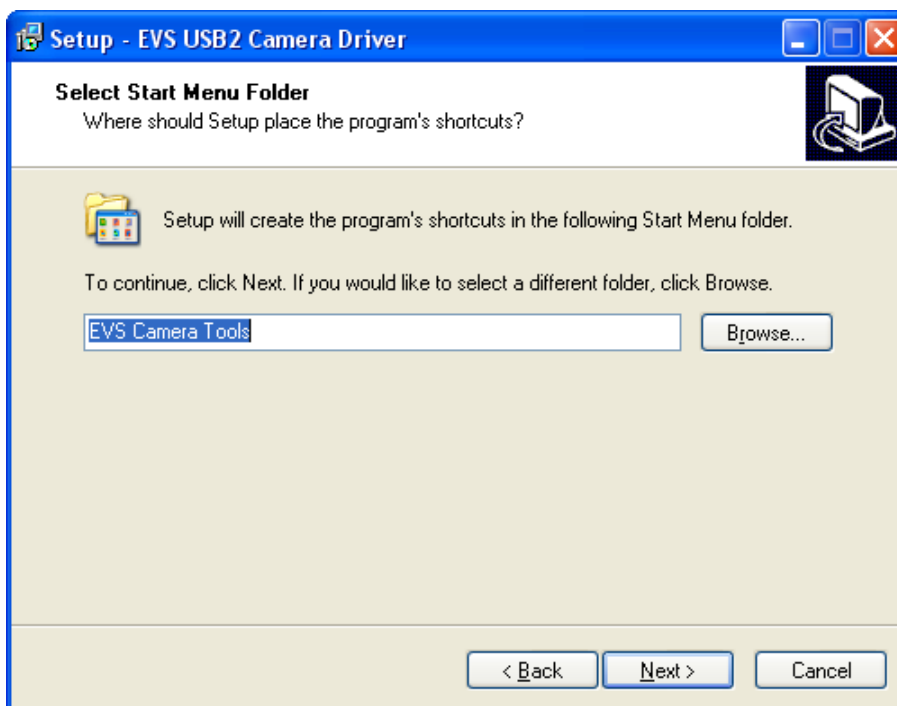 Setup - EVS USB2 Camera Driver
Select Start Menu Folder
Where should Setup place the program's shortcuts?
Setup will create the program's shortcuts in the following Start Menu folder.
To continue, click Next. If you would like to select a different folder, click Browse.
EVS Camera Tools
Browse...
< Back
Next >
Cancel